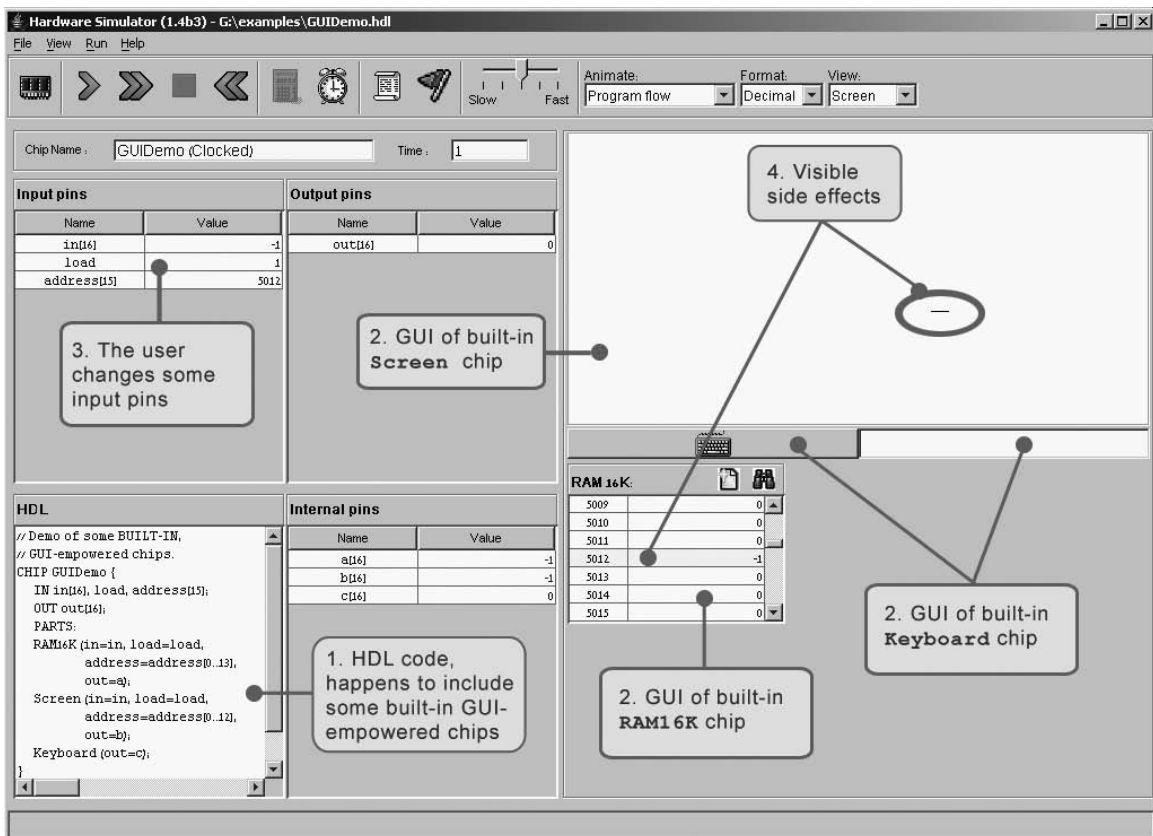 Hardware Simulator (1.4b3) - G:\examples\GUIDemo.hdl
File View Run Help
Slow Fast
Animate:
Program flow
Format:
Decimal
View:
Screen
Chip Name :
GUIDemo (Clocked)
Time :
1
Input pins
Name Value
in[16] -1
load 1
address[15] 5012
3. The user
changes some
input pins
Output pins
Name Value
out[16] 0
2. GUI of built-in
Screen chip
4. Visible
side effects
HDL
// Demo of some BUILT-IN,
// GUI-empowered chips.
CHIP GUIDemo {
IN in[16], load, address[15];
OUT out[16];
PARTS:
RAM16K (in=in, load=load,
address=address[0..13],
out=a);
Screen (in=in, load=load,
address=address[0..12],
out=b);
Keyboard (out=c);
}
Internal pins
Name Value
a[16] -1
b[16] -1
c[16] 0
1. HDL code,
happens to include
some built-in GUI-
empowered chips
RAM 16K:
5009 0
5010 0
5011 0
5012 -1
5013 0
5014 0
5015 0
2. GUI of built-in
RAM16K chip
2. GUI of built-in
Keyboard chip